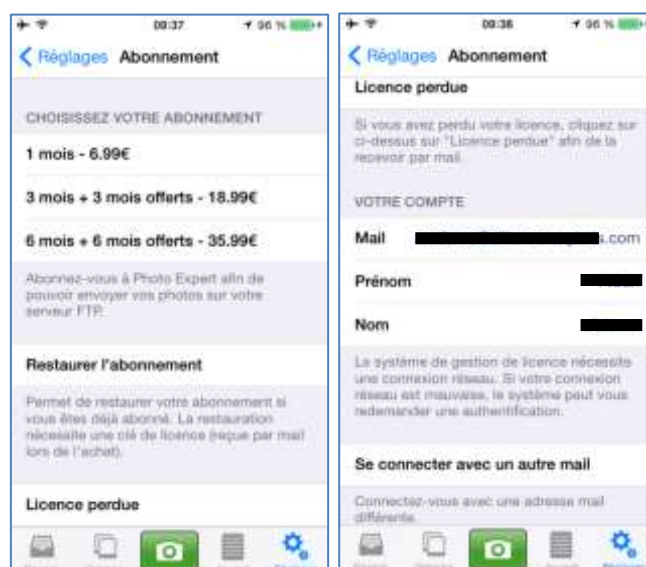 09:37
96 %
Réglages Abonnement
CHOISISSEZ VOTRE ABONNEMENT
1 mois - 6.99€
3 mois + 3 mois offerts - 18.99€
6 mois + 6 mois offerts - 35.99€
Abonnez-vous à Photo Expert afin de
pouvoir envoyer vos photos sur votre
serveur FTP.
Restaurer l'abonnement
Permet de restaurer votre abonnement si
vous êtes déjà abonné. La restauration
nécessite une clé de licence (reçue par mail
lors de l'achat).
Licence perdue
Réglages
09:36
96 %
Réglages Abonnement
Licence perdue
Si vous avez perdu votre licence, cliquez sur
ci-dessus sur "Licence perdue" afin de la
recevoir par mail.
VOTRE COMPTE
Mail s.com
Prénom
Nom
Le système de gestion de licence nécessite
une connexion réseau. Si votre connexion
réseau est mauvaise, le système peut vous
redemander une authentification.
Se connecter avec un autre mail
Connectez-vous avec une adresse mail
différente.
Réglages